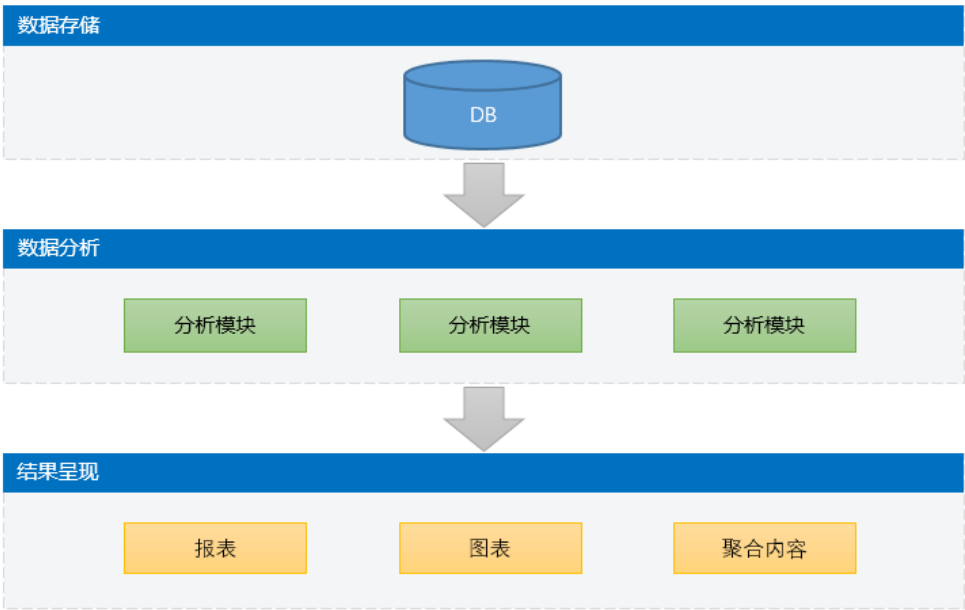 数据存储
DB
数据分析
分析模块
分析模块
分析模块
结果呈现
报表
图表
聚合内容